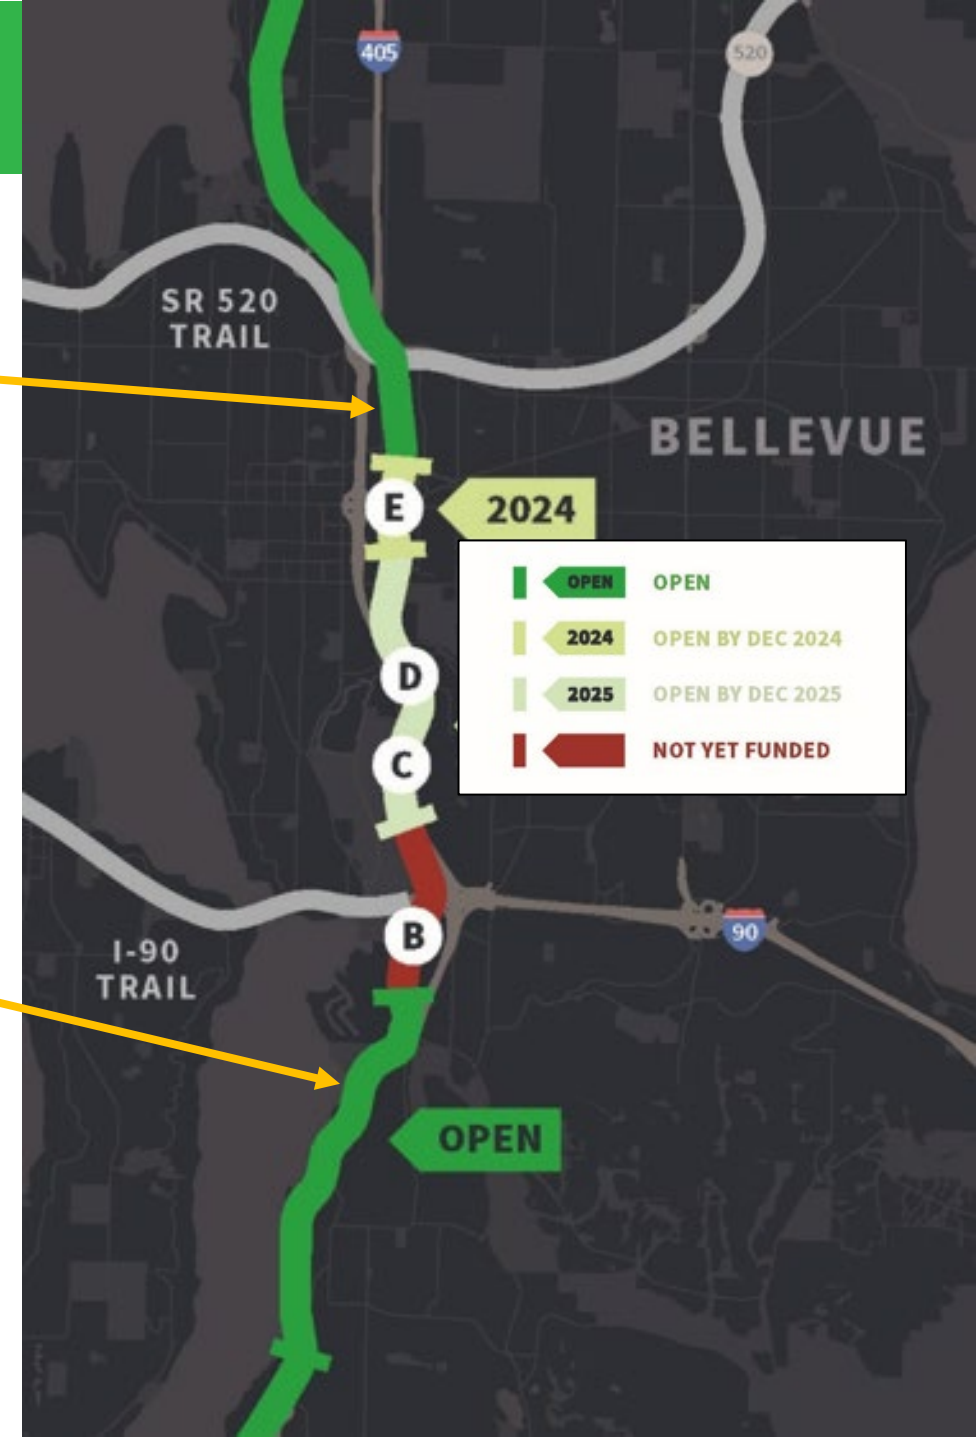 405
520
SR 520
TRAIL
BELLEVUE
E
2024
OPEN
OPEN
2024
OPEN BY DEC 2024
D
2025
OPEN BY DEC 2025
C
NOT YET FUNDED
B
90
I-90
TRAIL
OPEN